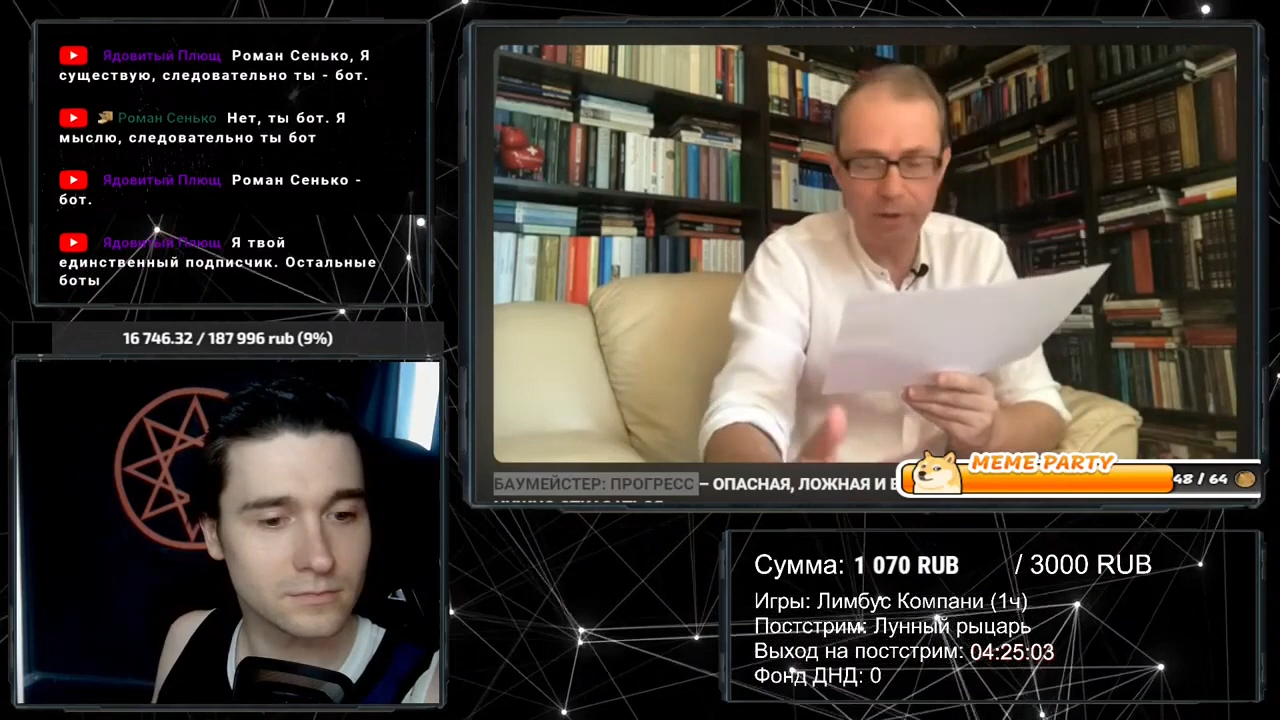 Ядовитый Плющ Роман Сенько, Я
существую, следовательно ты - бот.
Роман Сенько Нет, ты бот. Я
мыслю, следовательно ты бот
Ядовитый Плющ Роман Сенько -
бот.
Ядовитый Плющ Я твой
единственный подписчик. Остальные
боты
16 746.32 / 187 996 rub (9%)
БАУМЕЙСТЕР: ПРОГРЕСС – ОПАСНАЯ, ЛОЖНАЯ И
MEME PARTY
48 / 64
Сумма: 1 070 RUB / 3000 RUB
Игры: Лимбус Компани (1ч)
Постстрим: Лунный рыцарь
Выход на постстрим: 04:25:03
Фонд ДНД: 0